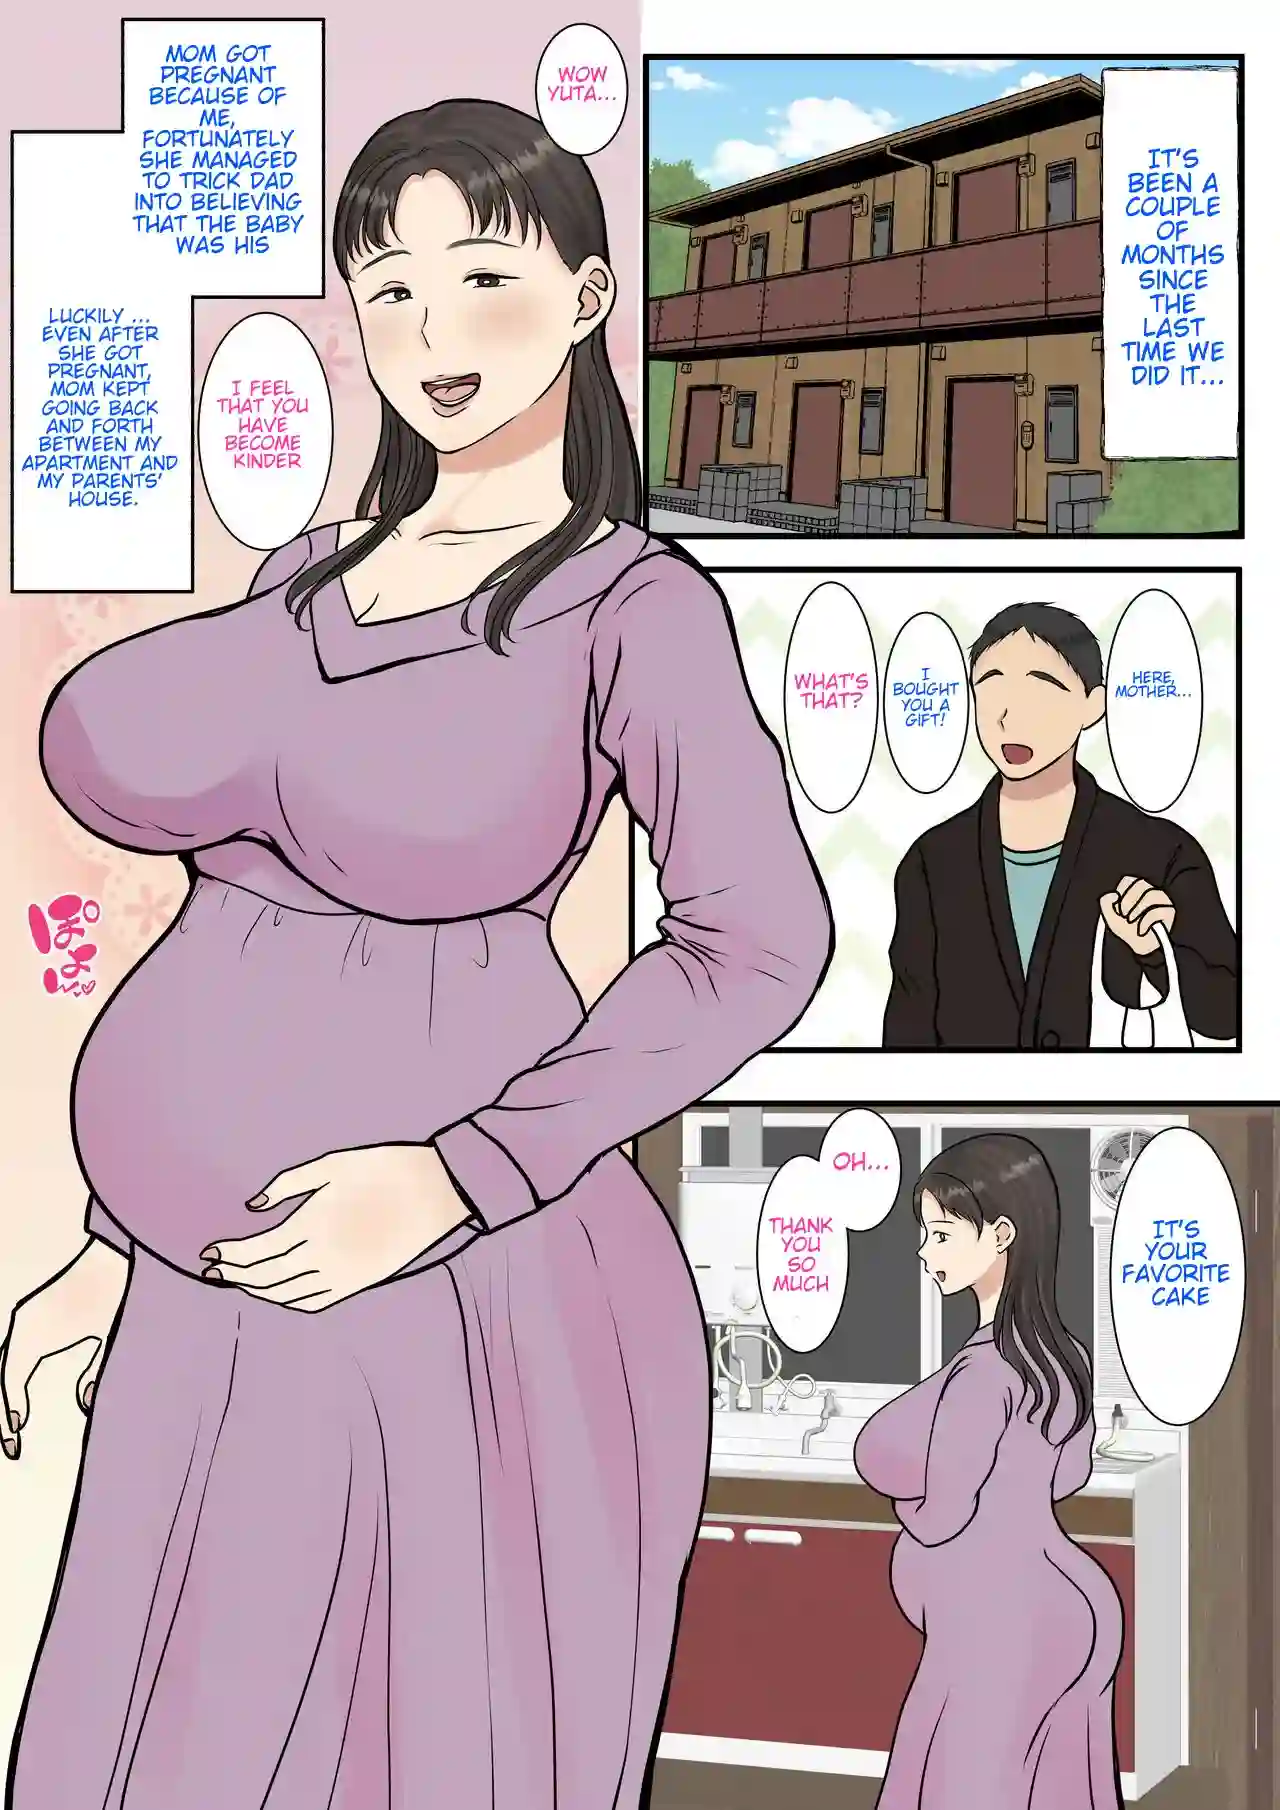 IT'S
BEEN A
COUPLE
OF
MONTHS
SINCE
THE
LAST
TIME WE
DID IT...
HERE,
MOTHER...
I
BOUGHT
YOU A
GIFT!
WHAT'S
THAT?
IT'S
YOUR
FAVORITE
CAKE
OH...
THANK
YOU
SO
MUCH
WOW
YUTA...
I FEEL
THAT YOU
HAVE
BECOME
KINDER
MOM GOT
PREGNANT
BECAUSE OF
ME,
FORTUNATELY
SHE MANAGED
TO TRICK DAD
INTO BELIEVING
THAT THE BABY
WAS HIS
LUCKILY ...
EVEN AFTER
SHE GOT
PREGNANT,
MOM KEPT
GOING BACK
AND FORTH
BETWEEN MY
APARTMENT AND
MY PARENTS'
HOUSE.
ぽよん